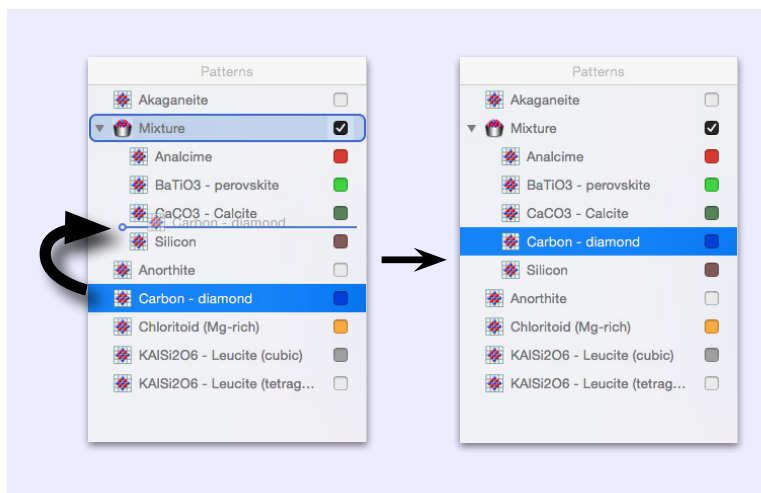 Patterns
Akaganeite
Mixture
Analcime
BaTiO3 - perovskite
CaCO3 - Calcite
Carbon - diamond
Silicon
Anorthite
Carbon - diamond
Chloritoid (Mg-rich)
KAlSi2O6 - Leucite (cubic)
KAlSi2O6 - Leucite (tetrag...
Patterns
Akaganeite
Mixture
Analcime
BaTiO3 - perovskite
CaCO3 - Calcite
Carbon - diamond
Silicon
Anorthite
Chloritoid (Mg-rich)
KAlSi2O6 - Leucite (cubic)
KAlSi2O6 - Leucite (tetrag...